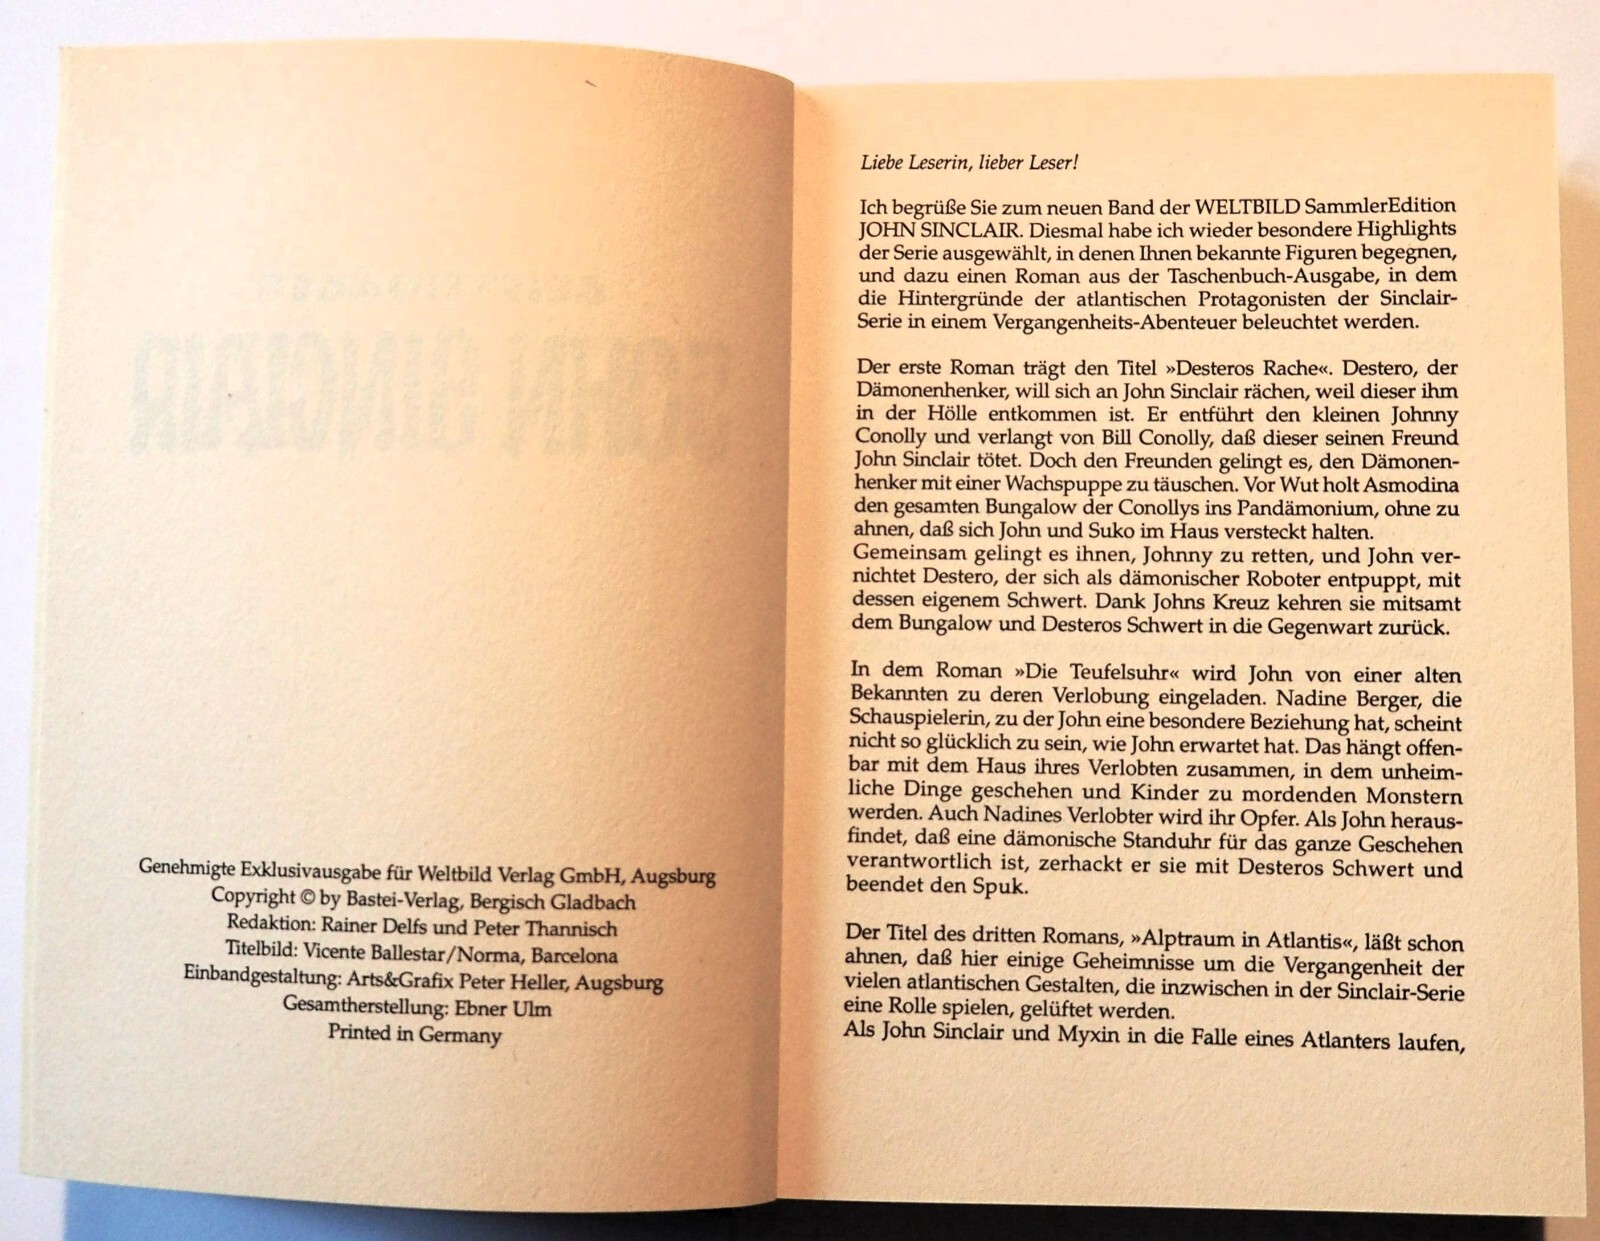 Genehmigte Exklusivausgabe für Weltbild Verlag GmbH, Augsburg
Copyright © by Bastei-Verlag, Bergisch Gladbach
Redaktion: Rainer Delfs und Peter Thannisch
Titelbild: Vicente Ballestar/Norma, Barcelona
Einbandgestaltung: Arts&Grafix Peter Heller, Augsburg
Gesamtherstellung: Ebner Ulm
Printed in Germany
Liebe Leserin, lieber Leser!
Ich begrüße Sie zum neuen Band der WELTBILD SammlerEdition
JOHN SINCLAIR. Diesmal habe ich wieder besondere Highlights
der Serie ausgewählt, in denen Ihnen bekannte Figuren begegnen,
und dazu einen Roman aus der Taschenbuch-Ausgabe, in dem
die Hintergründe der atlantischen Protagonisten der Sinclair-
Serie in einem Vergangenheits-Abenteuer beleuchtet werden.
Der erste Roman trägt den Titel »Desteros Rache«. Destero, der
Dämonenhenker, will sich an John Sinclair rächen, weil dieser ihm
in der Hölle entkommen ist. Er entführt den kleinen Johnny
Conolly und verlangt von Bill Conolly, daß dieser seinen Freund
John Sinclair tötet. Doch den Freunden gelingt es, den Dämonen-
henker mit einer Wachspuppe zu täuschen. Vor Wut holt Asmodina
den gesamten Bungalow der Conollys ins Pandämonium, ohne zu
ahnen, daß sich John und Suko im Haus versteckt halten.
Gemeinsam gelingt es ihnen, Johnny zu retten, und John ver-
nichtet Destero, der sich als dämonischer Roboter entpuppt, mit
dessen eigenem Schwert. Dank Johns Kreuz kehren sie mitsamt
dem Bungalow und Desteros Schwert in die Gegenwart zurück.
In dem Roman »Die Teufelsuhr« wird John von einer alten
Bekannten zu deren Verlobung eingeladen. Nadine Berger, die
Schauspielerin, zu der John eine besondere Beziehung hat, scheint
nicht so glücklich zu sein, wie John erwartet hat. Das hängt offen-
bar mit dem Haus ihres Verlobten zusammen, in dem unheim-
liche Dinge geschehen und Kinder zu mordenden Monstern
werden. Auch Nadines Verlobter wird ihr Opfer. Als John heraus-
findet, daß eine dämonische Standuhr für das ganze Geschehen
verantwortlich ist, zerhackt er sie mit Desteros Schwert und
beendet den Spuk.
Der Titel des dritten Romans, »Alptraum in Atlantis«, läßt schon
ahnen, daß hier einige Geheimnisse um die Vergangenheit der
vielen atlantischen Gestalten, die inzwischen in der Sinclair-Serie
eine Rolle spielen, gelüftet werden.
Als John Sinclair und Myxin in die Falle eines Atlanters laufen,